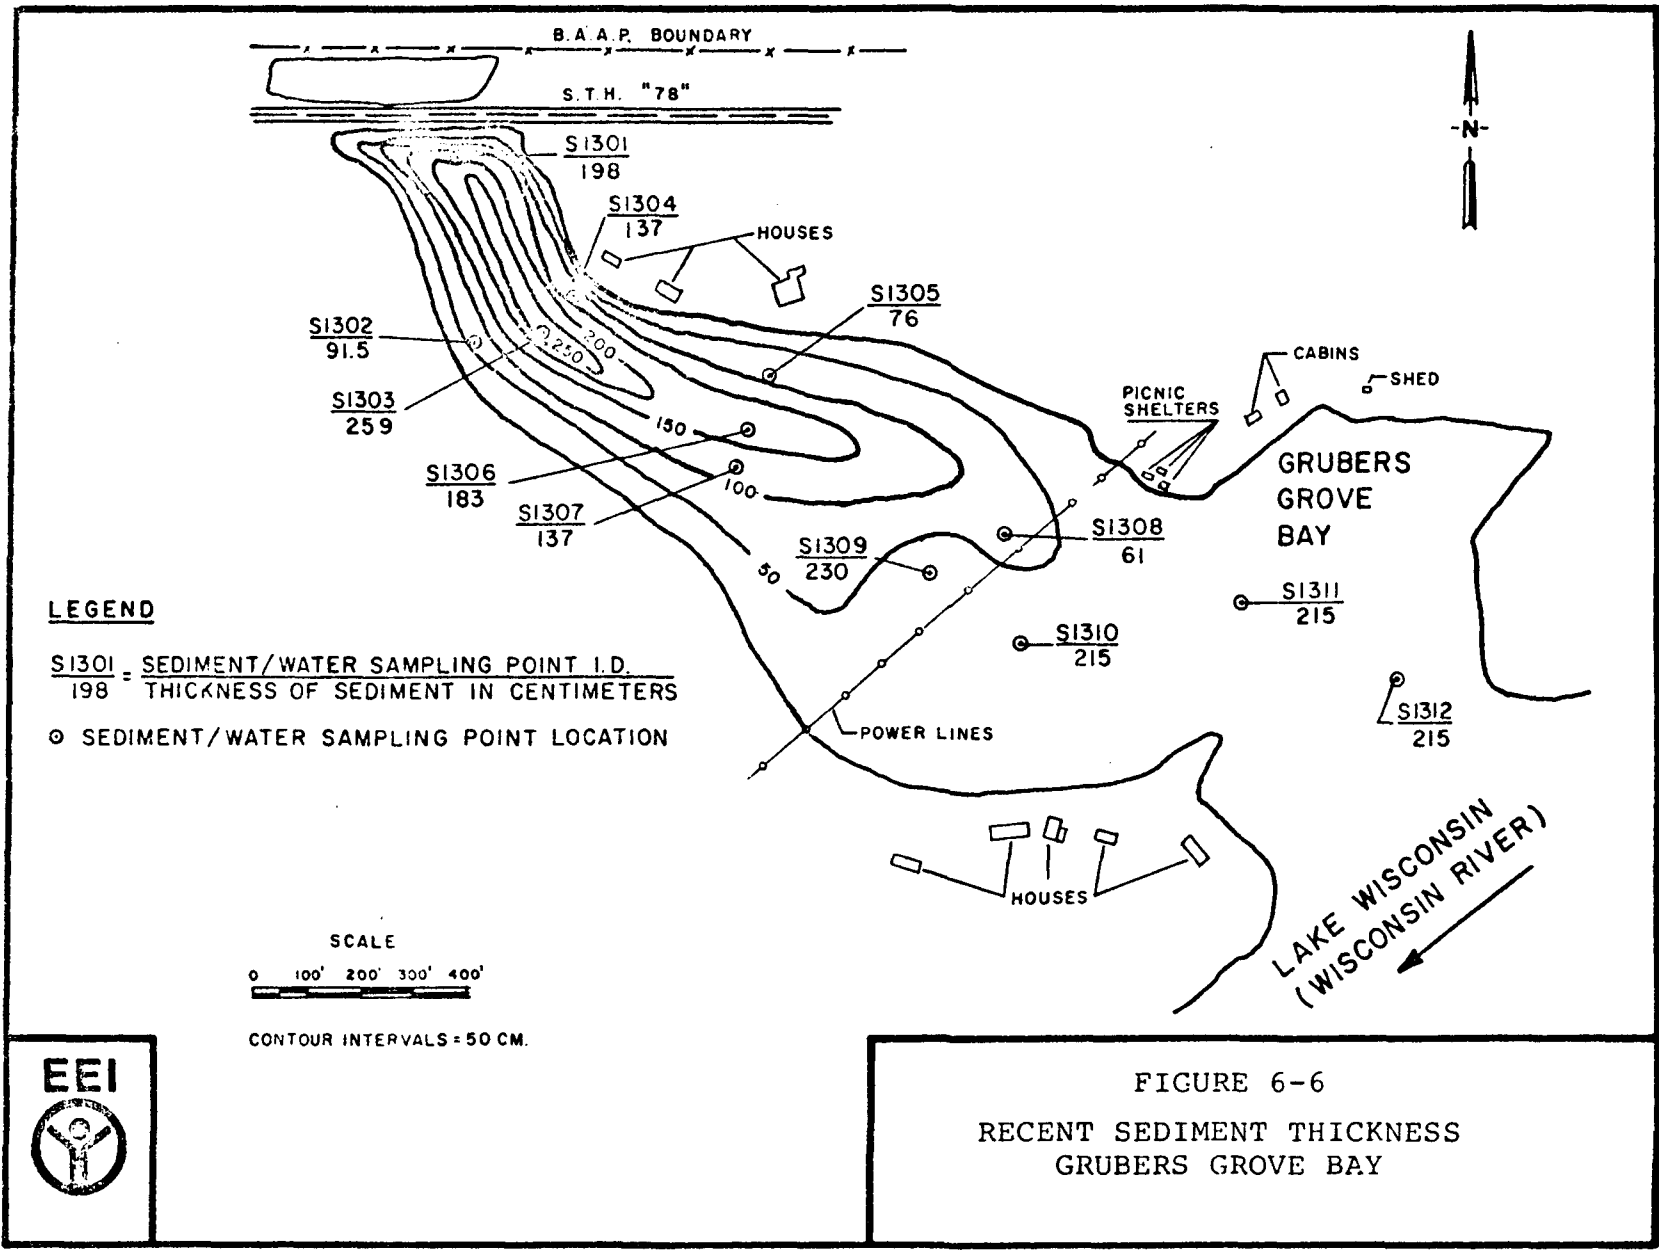 B.A.A.P. BOUNDARY
S.T.H. "78"
S1301
198
-N-
S1304
137
HOUSES
S1305
76
S1302
91.5
200
250
CABINS
SHED
PICNIC
SHELTERS
S1303
259
150
S1306
183
100
GRUBERS
GROVE
BAY
S1307
137
S1308
61
S1309
230
50
S1311
215
LEGEND
S1310
215
S1301 = SEDIMENT/WATER SAMPLING POINT I.D.
198 THICKNESS OF SEDIMENT IN CENTIMETERS
SEDIMENT/WATER SAMPLING POINT LOCATION
POWER LINES
S1312
215
HOUSES
LAKE WISCONSIN
(WISCONSIN RIVER)
SCALE
0 100' 200' 300' 400'
CONTOUR INTERVALS = 50 CM.
EEI
FIGURE 6-6
RECENT SEDIMENT THICKNESS
GRUBERS GROVE BAY